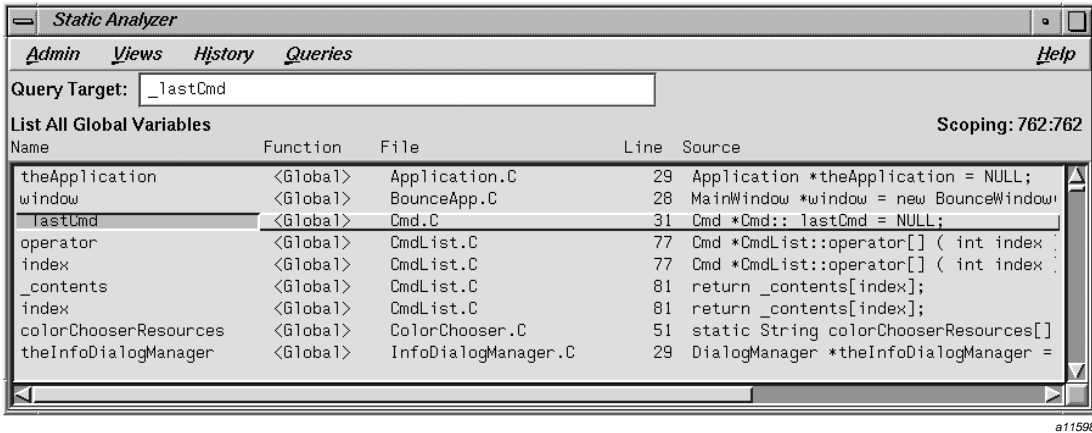 Static Analyzer
Admin Views History Queries Help
Query Target: _lastCmd
List All Global Variables Scoping: 762:762
Name Function File Line Source
theApplication <Global> Application.C 29 Application *theApplication = NULL;
window <Global> BounceApp.C 28 MainWindow *window = new BounceWindow(
_lastCmd <Global> Cmd.C 31 Cmd *Cmd::_lastCmd = NULL;
operator <Global> CmdList.C 77 Cmd *CmdList::operator[] ( int index )
index <Global> CmdList.C 77 Cmd *CmdList::operator[] ( int index )
_contents <Global> CmdList.C 81 return _contents[index];
index <Global> CmdList.C 81 return _contents[index];
colorChooserResources <Global> ColorChooser.C 51 static String colorChooserResources[]
theInfoDialogManager <Global> InfoDialogManager.C 29 DialogManager *theInfoDialogManager =